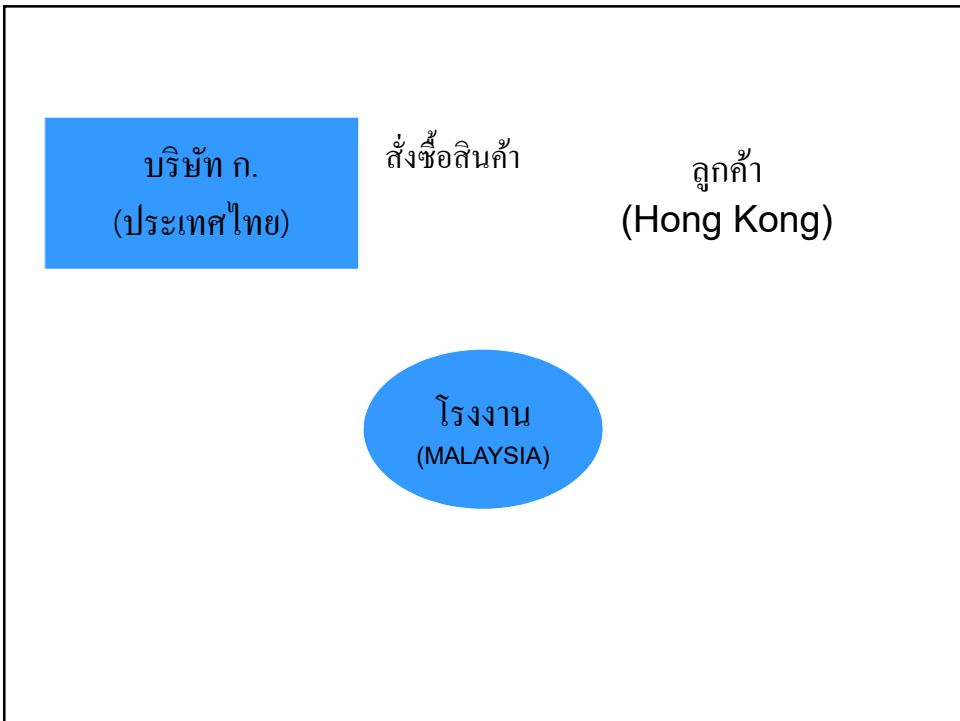 บริษัท ก.
(ประเทศไทย)
สั่งซื้อสินค้า
ลูกค้า
(Hong Kong)
โรงงาน
(MALAYSIA)